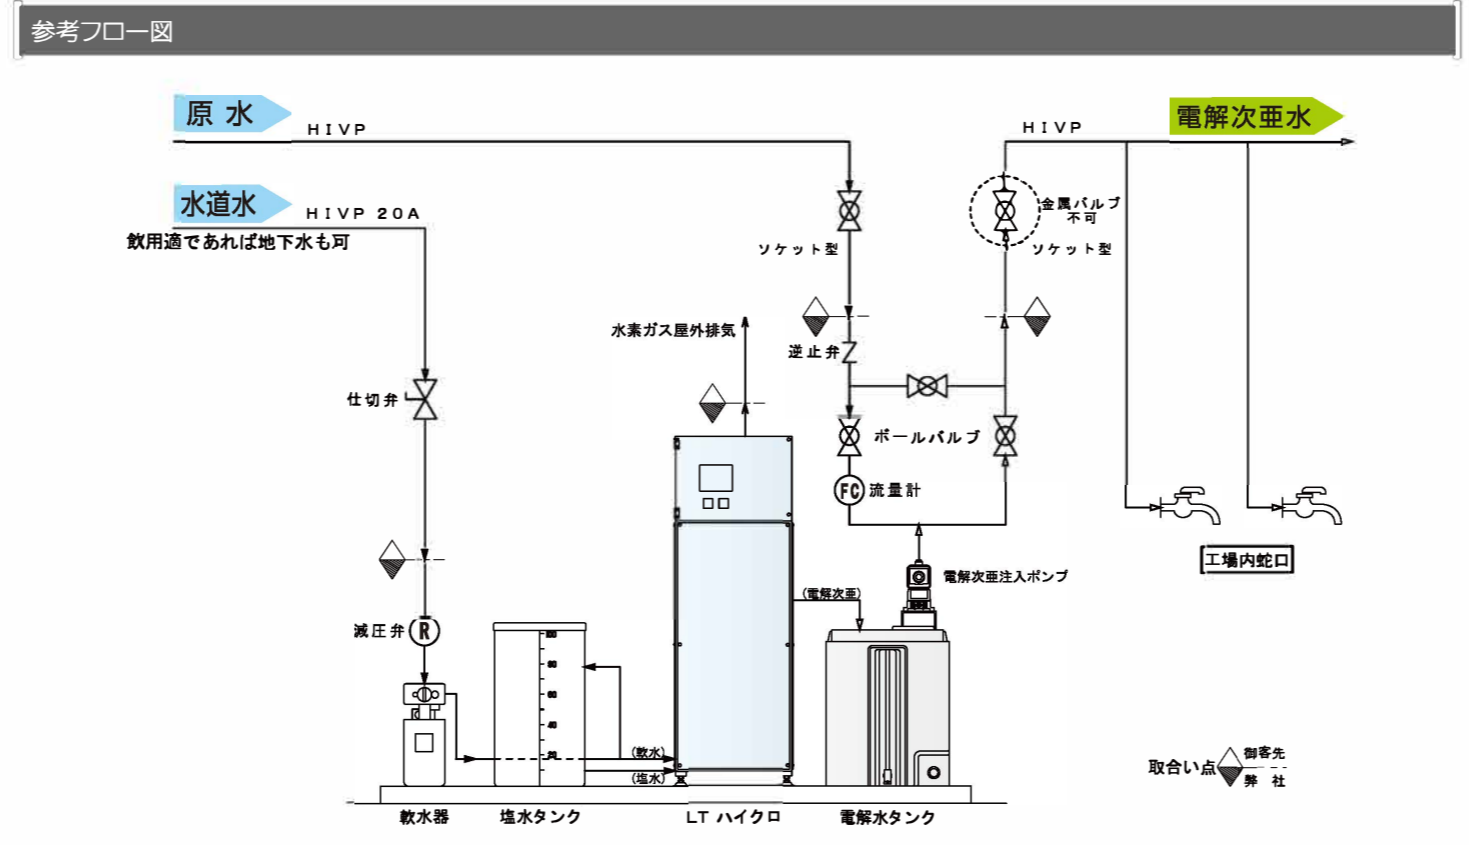 参考フロー図
原水
HIVP
HIVP
電解次亜水
水道水
HIVP 20A
飲用適であれば地下水も可
金属バルブ
不可
ソケット型
ソケット型
水素ガス屋外排気
逆止弁
仕切弁
ボールバルブ
FC
流量計
工場内蛇口
電解次亜注入ポンプ
(電解次亜)
減圧弁
R
100
80
60
40
20
(軟水)
(塩水)
取合い点
御客先
弊 社
軟水器
塩水タンク
LT ハイクロ
電解水タンク